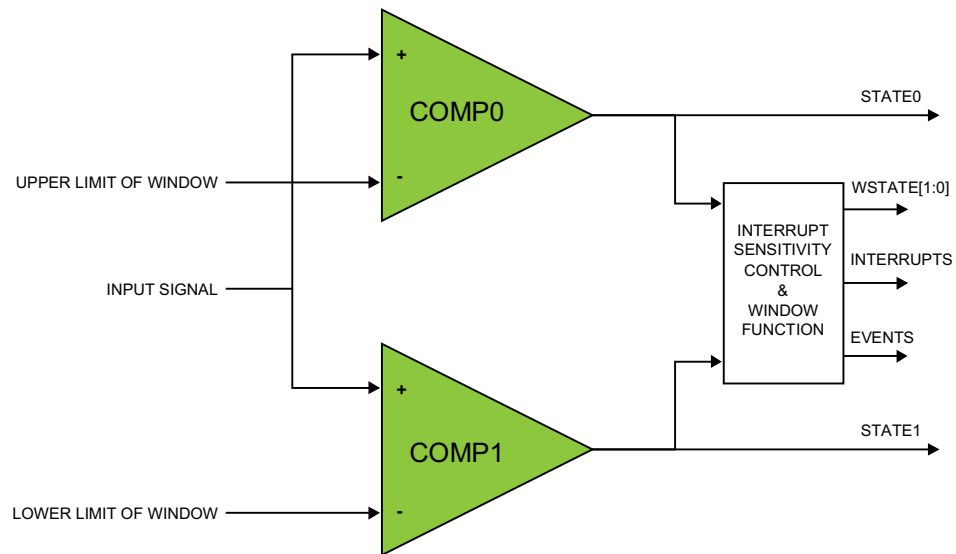 STATE0
+
COMP0
-
UPPER LIMIT OF WINDOW
WSTATE[1:0]
INTERRUPT
SENSITIVITY
CONTROL
&
WINDOW
FUNCTION
INTERRUPTS
INPUT SIGNAL
EVENTS
+
COMP1
-
STATE1
LOWER LIMIT OF WINDOW